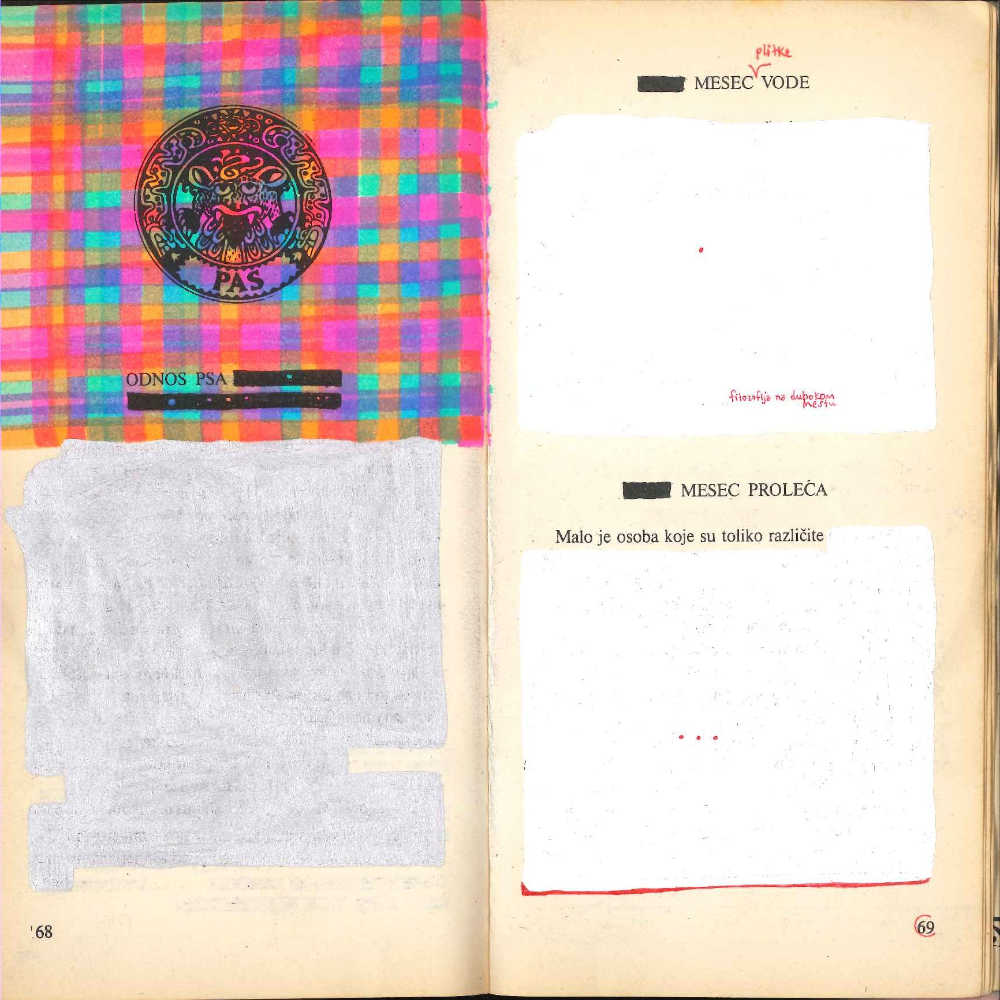 PAS
ODNOS PSA
'68
plitke
MESEC VODE
filozofija na dubokom
mestu
MESEC PROLEĆA
Malo je osoba koje su toliko različite
69